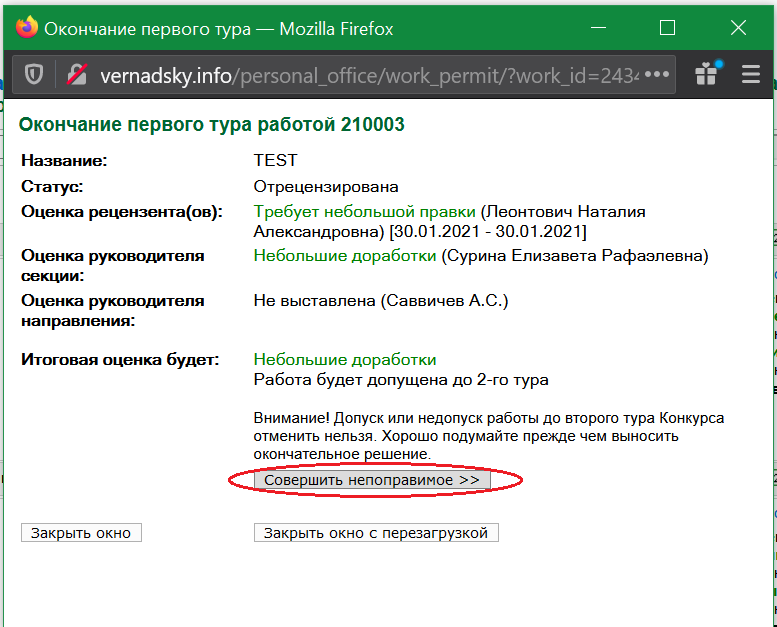 Окончание первого тура — Mozilla Firefox
vernadsky.info/personal_office/work_permit/?work_id=2434
Окончание первого тура работой 210003
Название: TEST
Статус: Отрецензирована
Оценка рецензента(ов): Требует небольшой правки (Леонтович Наталия
Александровна) [30.01.2021 - 30.01.2021]
Оценка руководителя Небольшие доработки (Сурина Елизавета Рафаэлевна)
секции:
Оценка руководителя Не выставлена (Саввичев А.С.)
направления:
Итоговая оценка будет: Небольшие доработки
Работа будет допущена до 2-го тура
Внимание! Допуск или недопуск работы до второго тура Конкурса
отменить нельзя. Хорошо подумайте прежде чем выносить
окончательное решение.
Совершить непоправимое >>
Закрыть окно Закрыть окно с перезагрузкой